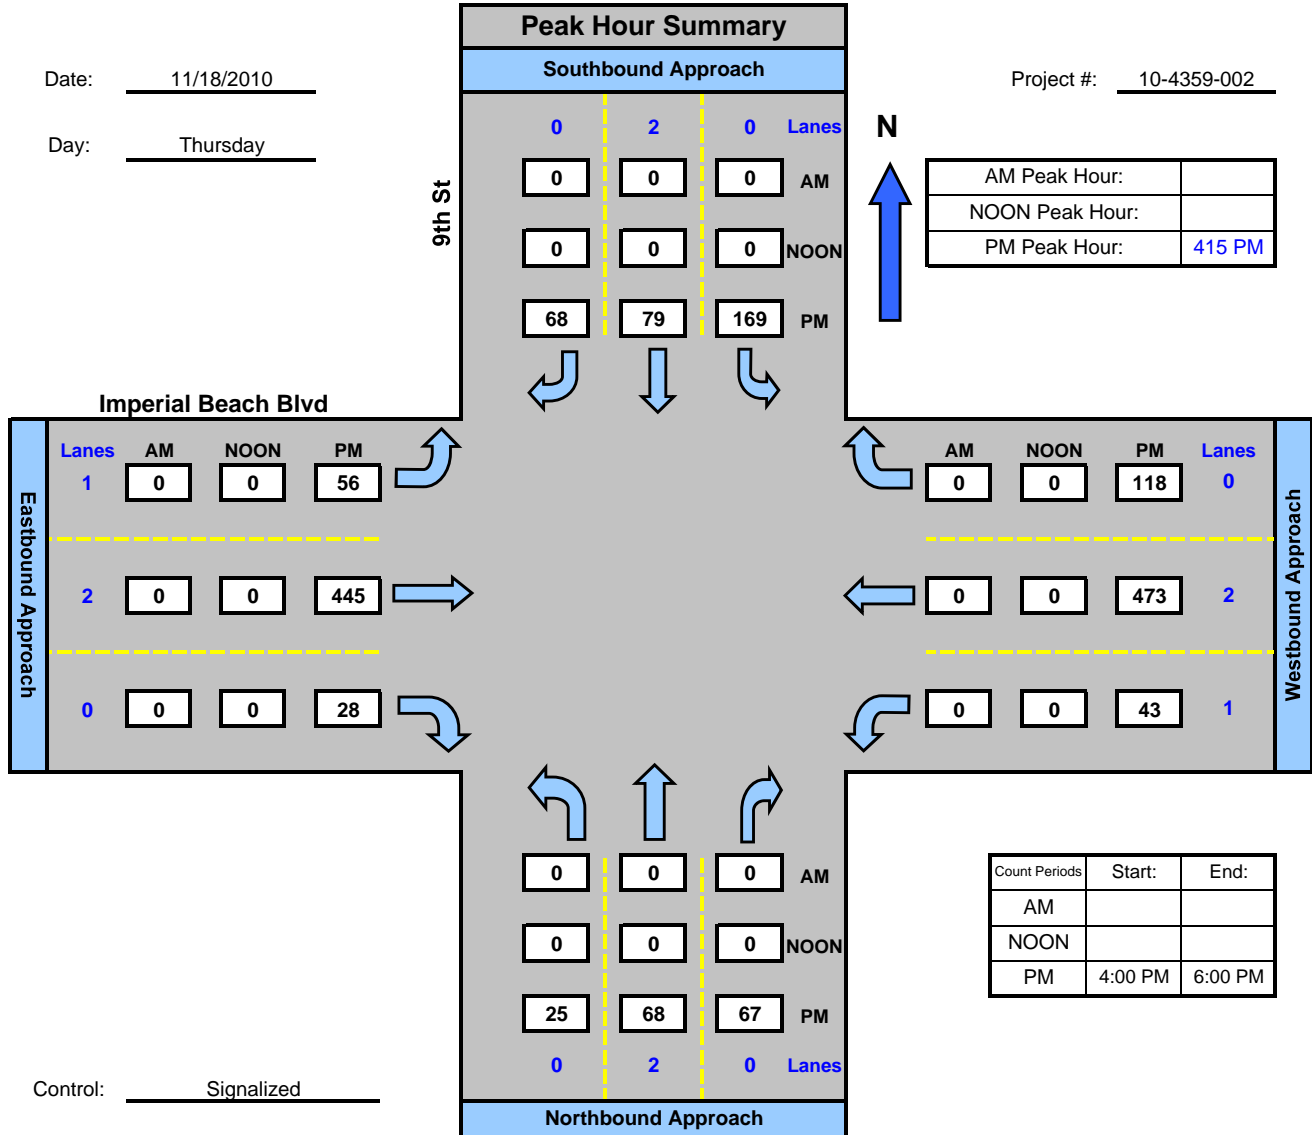 Peak Hour Summary
Southbound Approach
Date: 11/18/2010
Project #: 10-4359-002
Day: Thursday
0 2 0 Lanes
N
0 0 0 AM
0 0 0 NOON
68 79 169 PM
9th St
AM Peak Hour:
NOON Peak Hour:
PM Peak Hour: 415 PM
Imperial Beach Blvd
Eastbound Approach
Lanes AM NOON PM
1 0 0 56
2 0 0 445
0 0 0 28
AM NOON PM Lanes
0 0 118 0
0 0 473 2
0 0 43 1
Westbound Approach
0 0 0 AM
0 0 0 NOON
25 68 67 PM
0 2 0 Lanes
Northbound Approach
Count Periods Start: End:
AM
NOON
PM 4:00 PM 6:00 PM
Control: Signalized